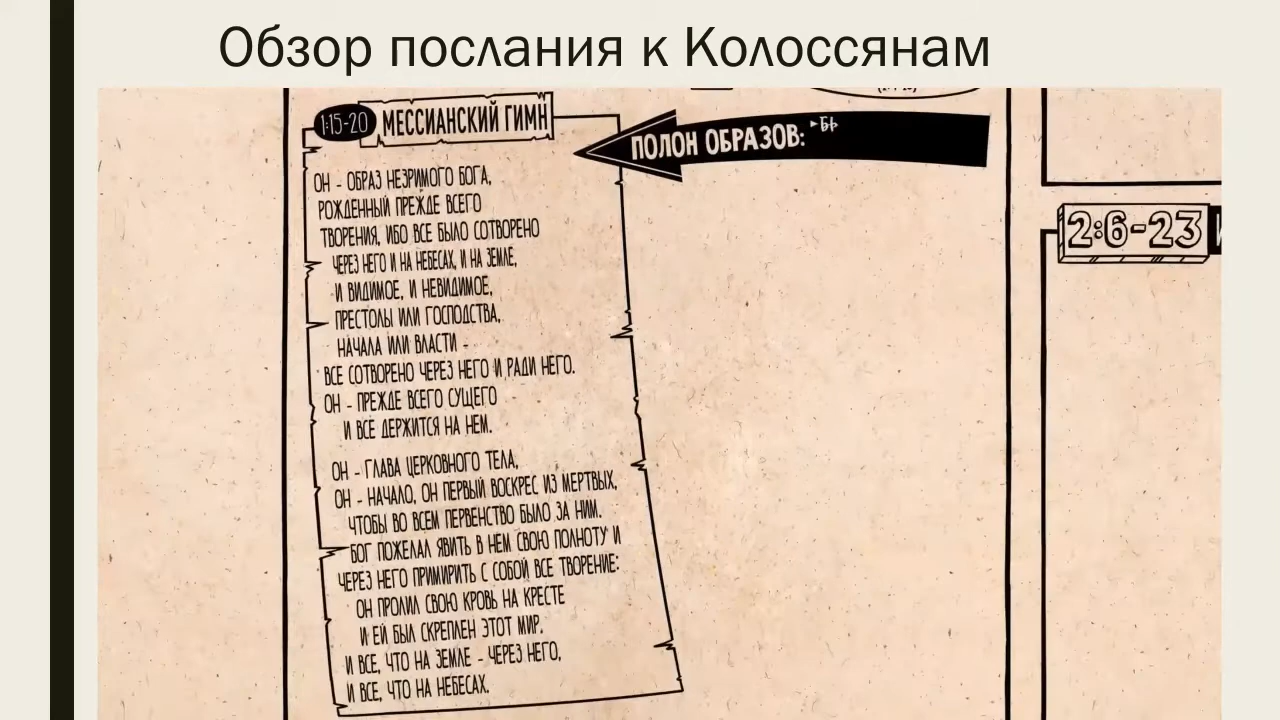 Обзор послания к Колоссянам
1:15-20 МЕССИАНСКИЙ ГИМН
ПОЛОН ОБРАЗОВ:
ОН - ОБРАЗ НЕЗРИМОГО БОГА,
РОЖДЕННЫЙ ПРЕЖДЕ ВСЕГО
ТВОРЕНИЯ, ИБО ВСЕ БЫЛО СОТВОРЕНО
ЧЕРЕЗ НЕГО И НА НЕБЕСАХ, И НА ЗЕМЛЕ,
И ВИДИМОЕ, И НЕВИДИМОЕ,
ПРЕСТОЛЫ ИЛИ ГОСПОДСТВА,
НАЧАЛА ИЛИ ВЛАСТИ -
ВСЕ СОТВОРЕНО ЧЕРЕЗ НЕГО И РАДИ НЕГО.
ОН - ПРЕЖДЕ ВСЕГО СУЩЕГО
И ВСЕ ДЕРЖИТСЯ НА НЕМ.
ОН - ГЛАВА ЦЕРКОВНОГО ТЕЛА,
ОН - НАЧАЛО, ОН ПЕРВЫЙ ВОСКРЕС ИЗ МЕРТВЫХ,
ЧТОБЫ ВО ВСЕМ ПЕРВЕНСТВО БЫЛО ЗА НИМ.
БОГ ПОЖЕЛАЛ ЯВИТЬ В НЕМ СВОЮ ПОЛНОТУ И
ЧЕРЕЗ НЕГО ПРИМИРИТЬ С СОБОЙ ВСЕ ТВОРЕНИЕ:
ОН ПРОЛИЛ СВОЮ КРОВЬ НА КРЕСТЕ
И ЕЙ БЫЛ СКРЕПЛЕН ЭТОТ МИР.
И ВСЕ, ЧТО НА ЗЕМЛЕ - ЧЕРЕЗ НЕГО,
И ВСЕ, ЧТО НА НЕБЕСАХ.
2:6-23